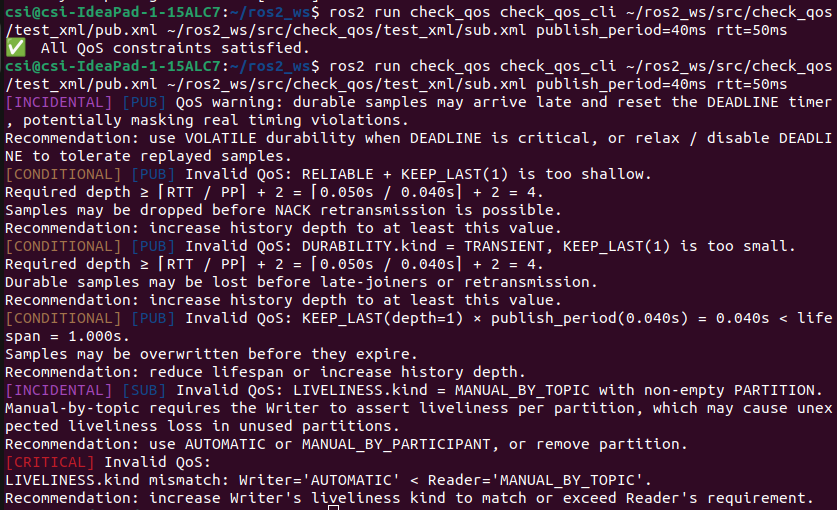 csi@csi-IdeaPad-1-15ALC7:~/ros2_ws$ ros2 run check_qos check_qos_cli ~/ros2_ws/src/check_qos
/test_xml/pub.xml ~/ros2_ws/src/check_qos/test_xml/sub.xml publish_period=40ms rtt=50ms
✅ All QoS constraints satisfied.
csi@csi-IdeaPad-1-15ALC7:~/ros2_ws$ ros2 run check_qos check_qos_cli ~/ros2_ws/src/check_qos
/test_xml/pub.xml ~/ros2_ws/src/check_qos/test_xml/sub.xml publish_period=40ms rtt=50ms
[INCIDENTAL] [PUB] QoS warning: durable samples may arrive late and reset the DEADLINE timer
, potentially masking real timing violations.
Recommendation: use VOLATILE durability when DEADLINE is critical, or relax / disable DEADLI
NE to tolerate replayed samples.
[CONDITIONAL] [PUB] Invalid QoS: RELIABLE + KEEP_LAST(1) is too shallow.
Required depth ≥ ⌈RTT / PP⌉ + 2 = ⌈0.050s / 0.040s⌉ + 2 = 4.
Samples may be dropped before NACK retransmission is possible.
Recommendation: increase history depth to at least this value.
[CONDITIONAL] [PUB] Invalid QoS: DURABILITY.kind = TRANSIENT, KEEP_LAST(1) is too small.
Required depth ≥ ⌈RTT / PP⌉ + 2 = ⌈0.050s / 0.040s⌉ + 2 = 4.
Durable samples may be lost before late-joiners or retransmission.
Recommendation: increase history depth to at least this value.
[CONDITIONAL] [PUB] Invalid QoS: KEEP_LAST(depth=1) × publish_period(0.040s) = 0.040s < life
span = 1.000s.
Samples may be overwritten before they expire.
Recommendation: reduce lifespan or increase history depth.
[INCIDENTAL] [SUB] Invalid QoS: LIVELINESS.kind = MANUAL_BY_TOPIC with non-empty PARTITION.
Manual-by-topic requires the Writer to assert liveliness per partition, which may cause unex
pected liveliness loss in unused partitions.
Recommendation: use AUTOMATIC or MANUAL_BY_PARTICIPANT, or remove partition.
[CRITICAL] Invalid QoS:
LIVELINESS.kind mismatch: Writer='AUTOMATIC' < Reader='MANUAL_BY_TOPIC'.
Recommendation: increase Writer's liveliness kind to match or exceed Reader's requirement.